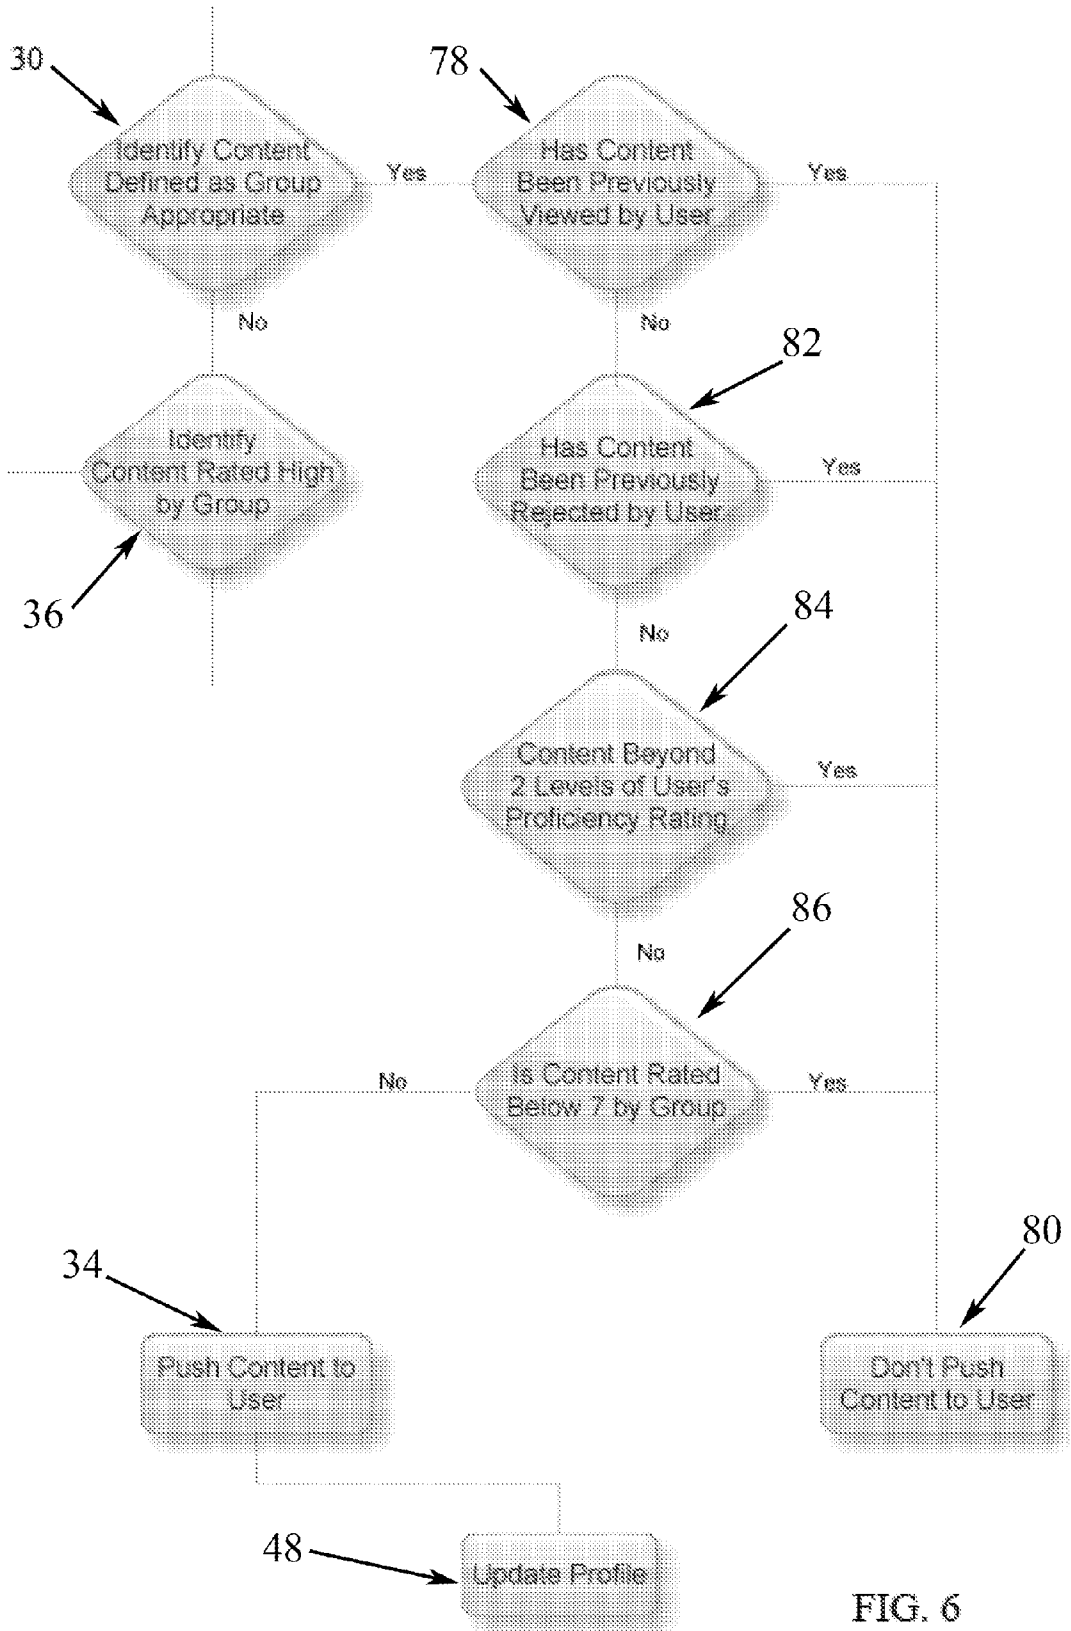 30
78
Identify Content
Defined as Group
Appropriate
Yes
Has Content
Been Previously
Viewed by User
Yes
No
No
82
Identify
Content Rated High
by Group
Has Content
Been Previously
Rejected by User
Yes
36
84
No
Content Beyond
2 Levels of User's
Proficiency Rating
Yes
86
No
No
Is Content Rated
Below 7 by Group
Yes
34
80
Push Content to
User
Don't Push
Content to User
48
Update Profile
FIG. 6